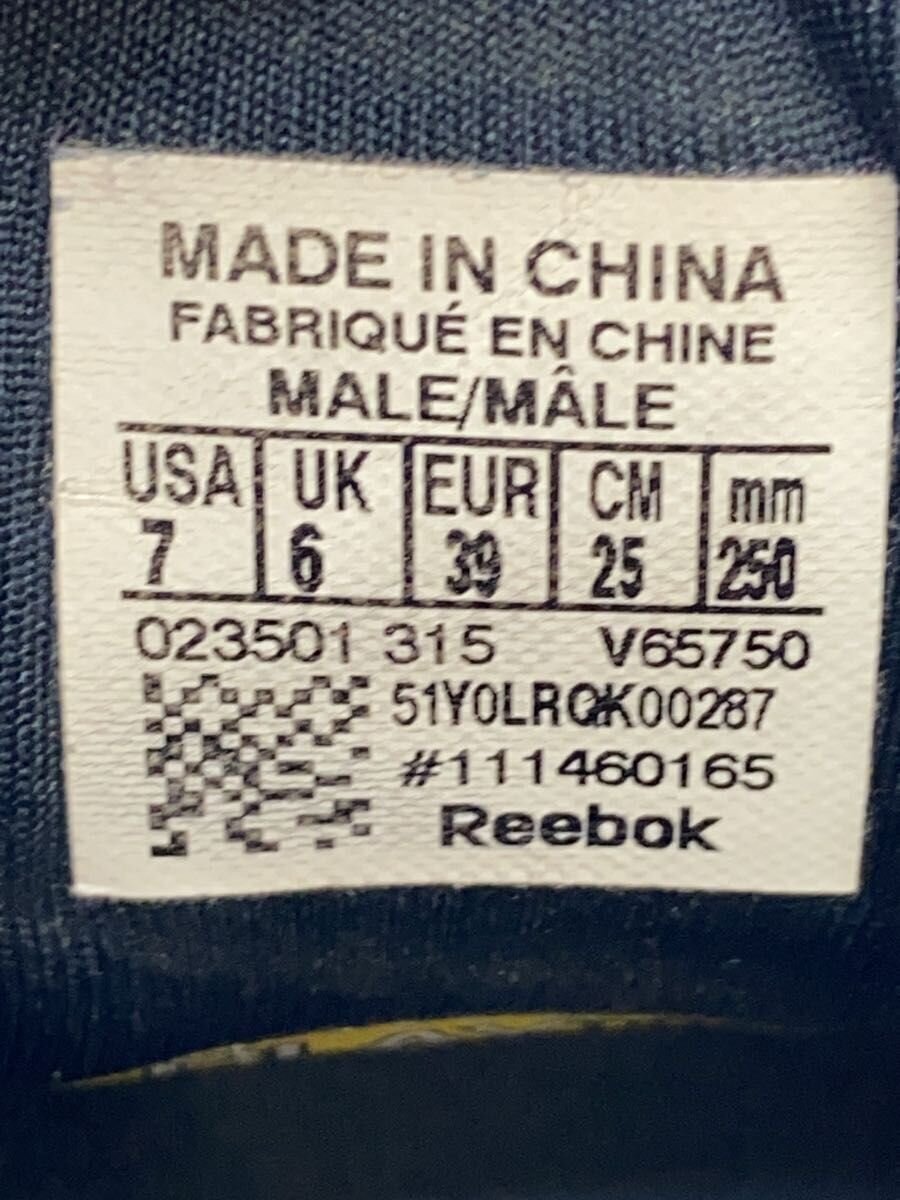 MADE IN CHINA
FABRIQUÉ EN CHINE
MALE/MÂLE
USA UK EUR CM mm
7 6 39 25 250
023501 315 V65750
51Y0LRQK00287
#111460165
Reebok